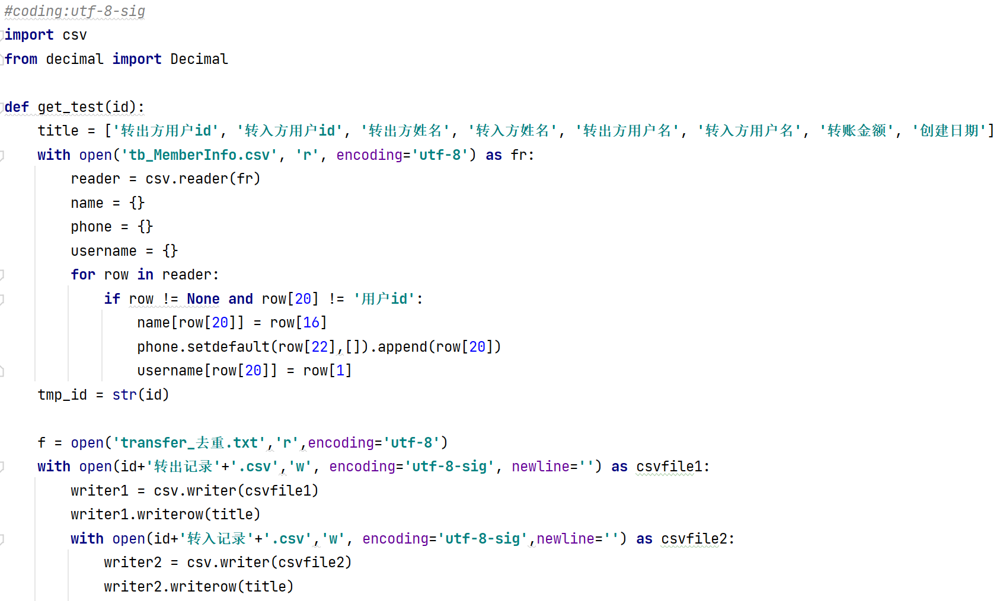 #coding:utf-8-sig
import csv
from decimal import Decimal
def get_test(id):
    title = ['转出方用户id', '转入方用户id', '转出方姓名', '转入方姓名', '转出方用户名', '转入方用户名', '转账金额', '创建日期']
    with open('tb_MemberInfo.csv', 'r', encoding='utf-8') as fr:
        reader = csv.reader(fr)
        name = {}
        phone = {}
        username = {}
        for row in reader:
            if row != None and row[20] != '用户id':
                name[row[20]] = row[16]
                phone.setdefault(row[22],[]).append(row[20])
                username[row[20]] = row[1]
    tmp_id = str(id)
    f = open('transfer_去重.txt','r',encoding='utf-8')
    with open(id+'转出记录'+'.csv','w', encoding='utf-8-sig', newline='') as csvfile1:
        writer1 = csv.writer(csvfile1)
        writer1.writerow(title)
        with open(id+'转入记录'+'.csv','w', encoding='utf-8-sig',newline='') as csvfile2:
            writer2 = csv.writer(csvfile2)
            writer2.writerow(title)